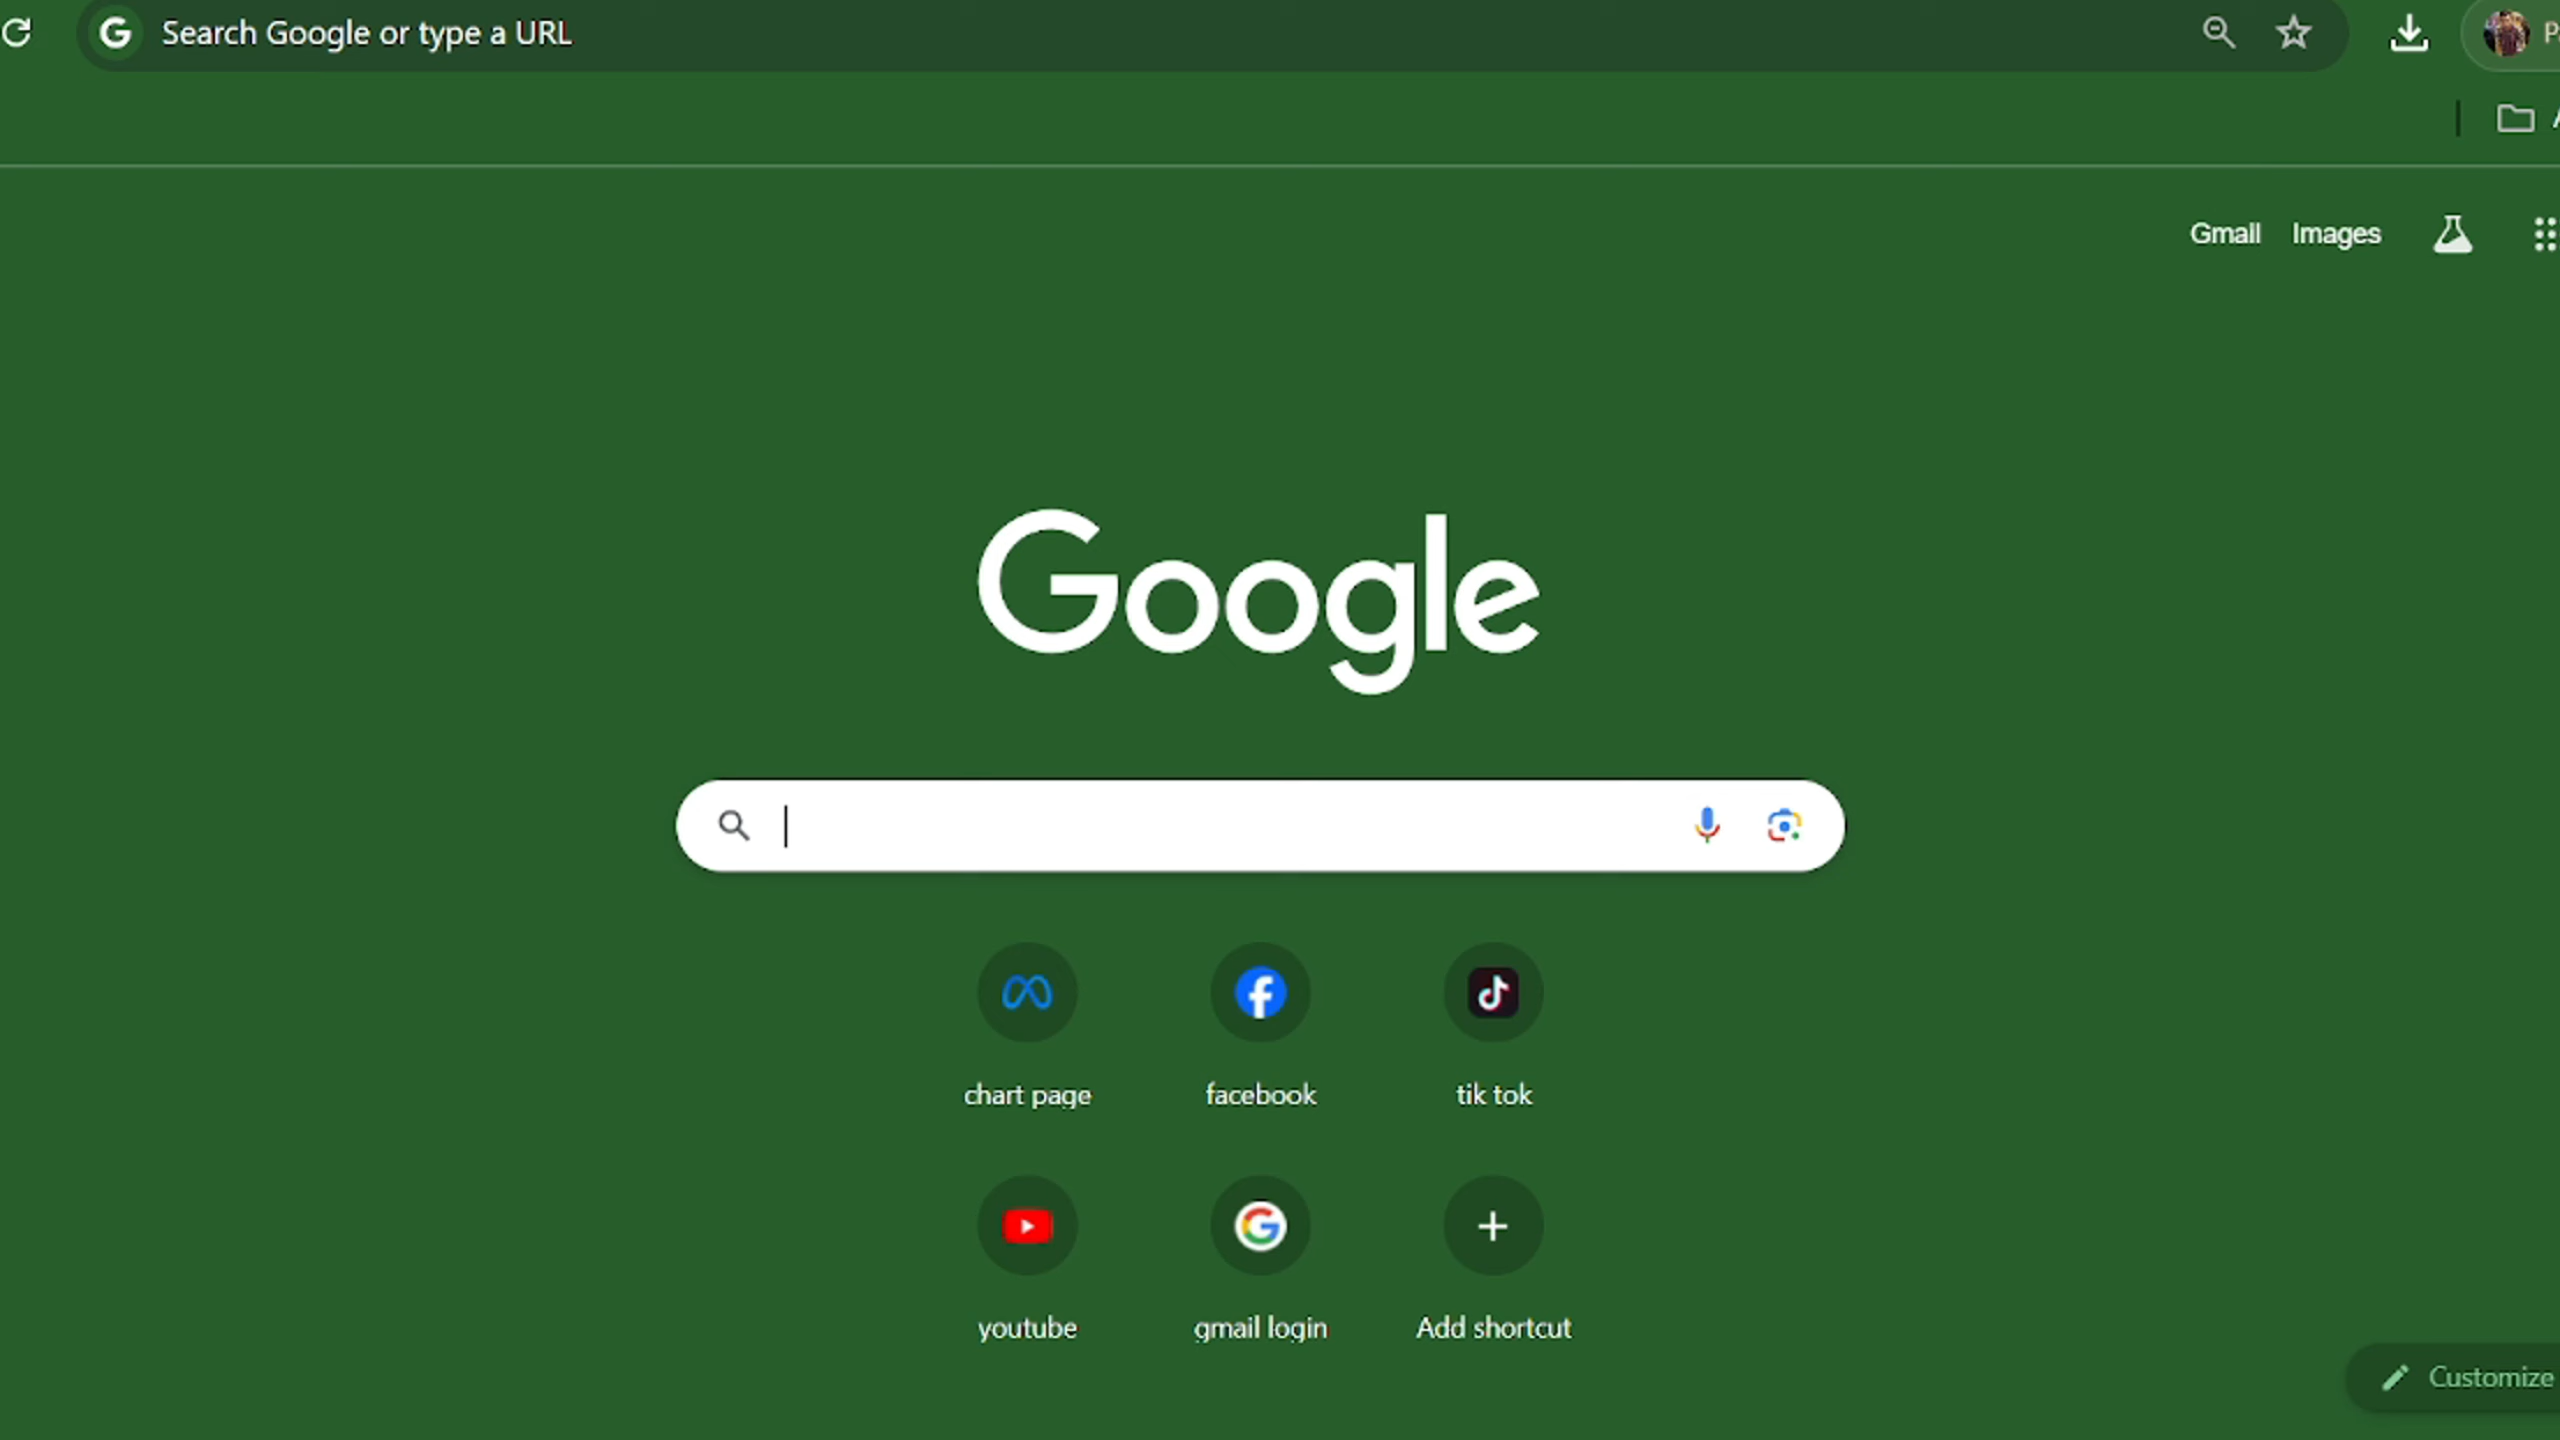 Search Google or type a URL
Gmail Images
Google
chart page facebook tik tok
youtube gmail login Add shortcut
Customize